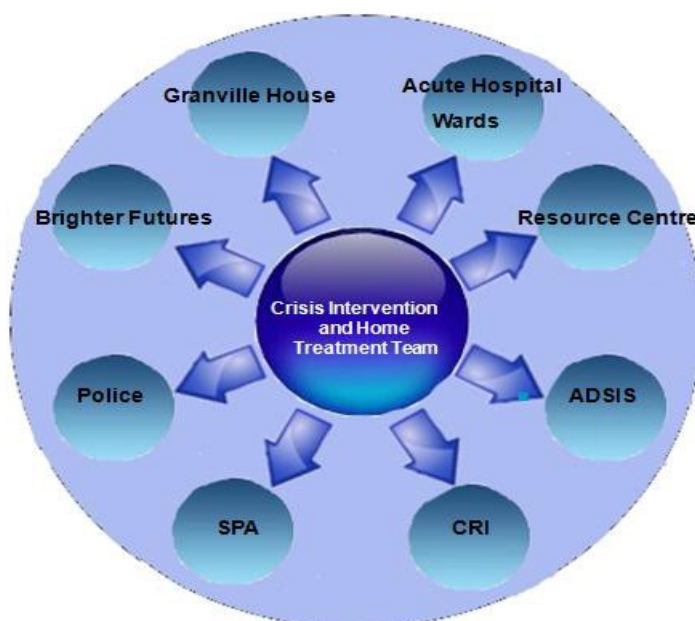 Granville House
Acute Hospital
Wards
Brighter Futures
Resource Centre
Crisis Intervention
and Home
Treatment Team
Police
ADSIS
SPA
CRI